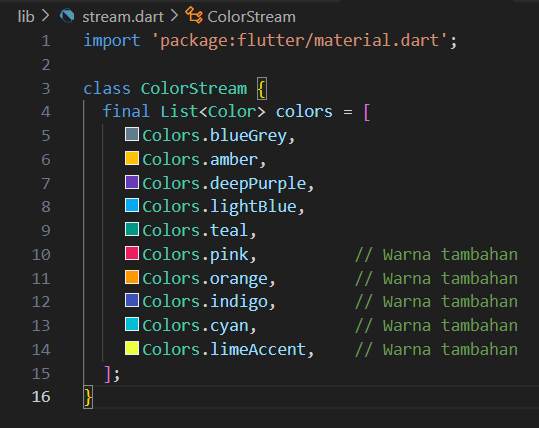 lib > stream.dart > ColorStream
1 import 'package:flutter/material.dart';
2
3 class ColorStream {
4 final List<Color> colors = [
5 Colors.blueGrey,
6 Colors.amber,
7 Colors.deepPurple,
8 Colors.lightBlue,
9 Colors.teal,
10 Colors.pink, // Warna tambahan
11 Colors.orange, // Warna tambahan
12 Colors.indigo, // Warna tambahan
13 Colors.cyan, // Warna tambahan
14 Colors.limeAccent, // Warna tambahan
15 ];
16 }